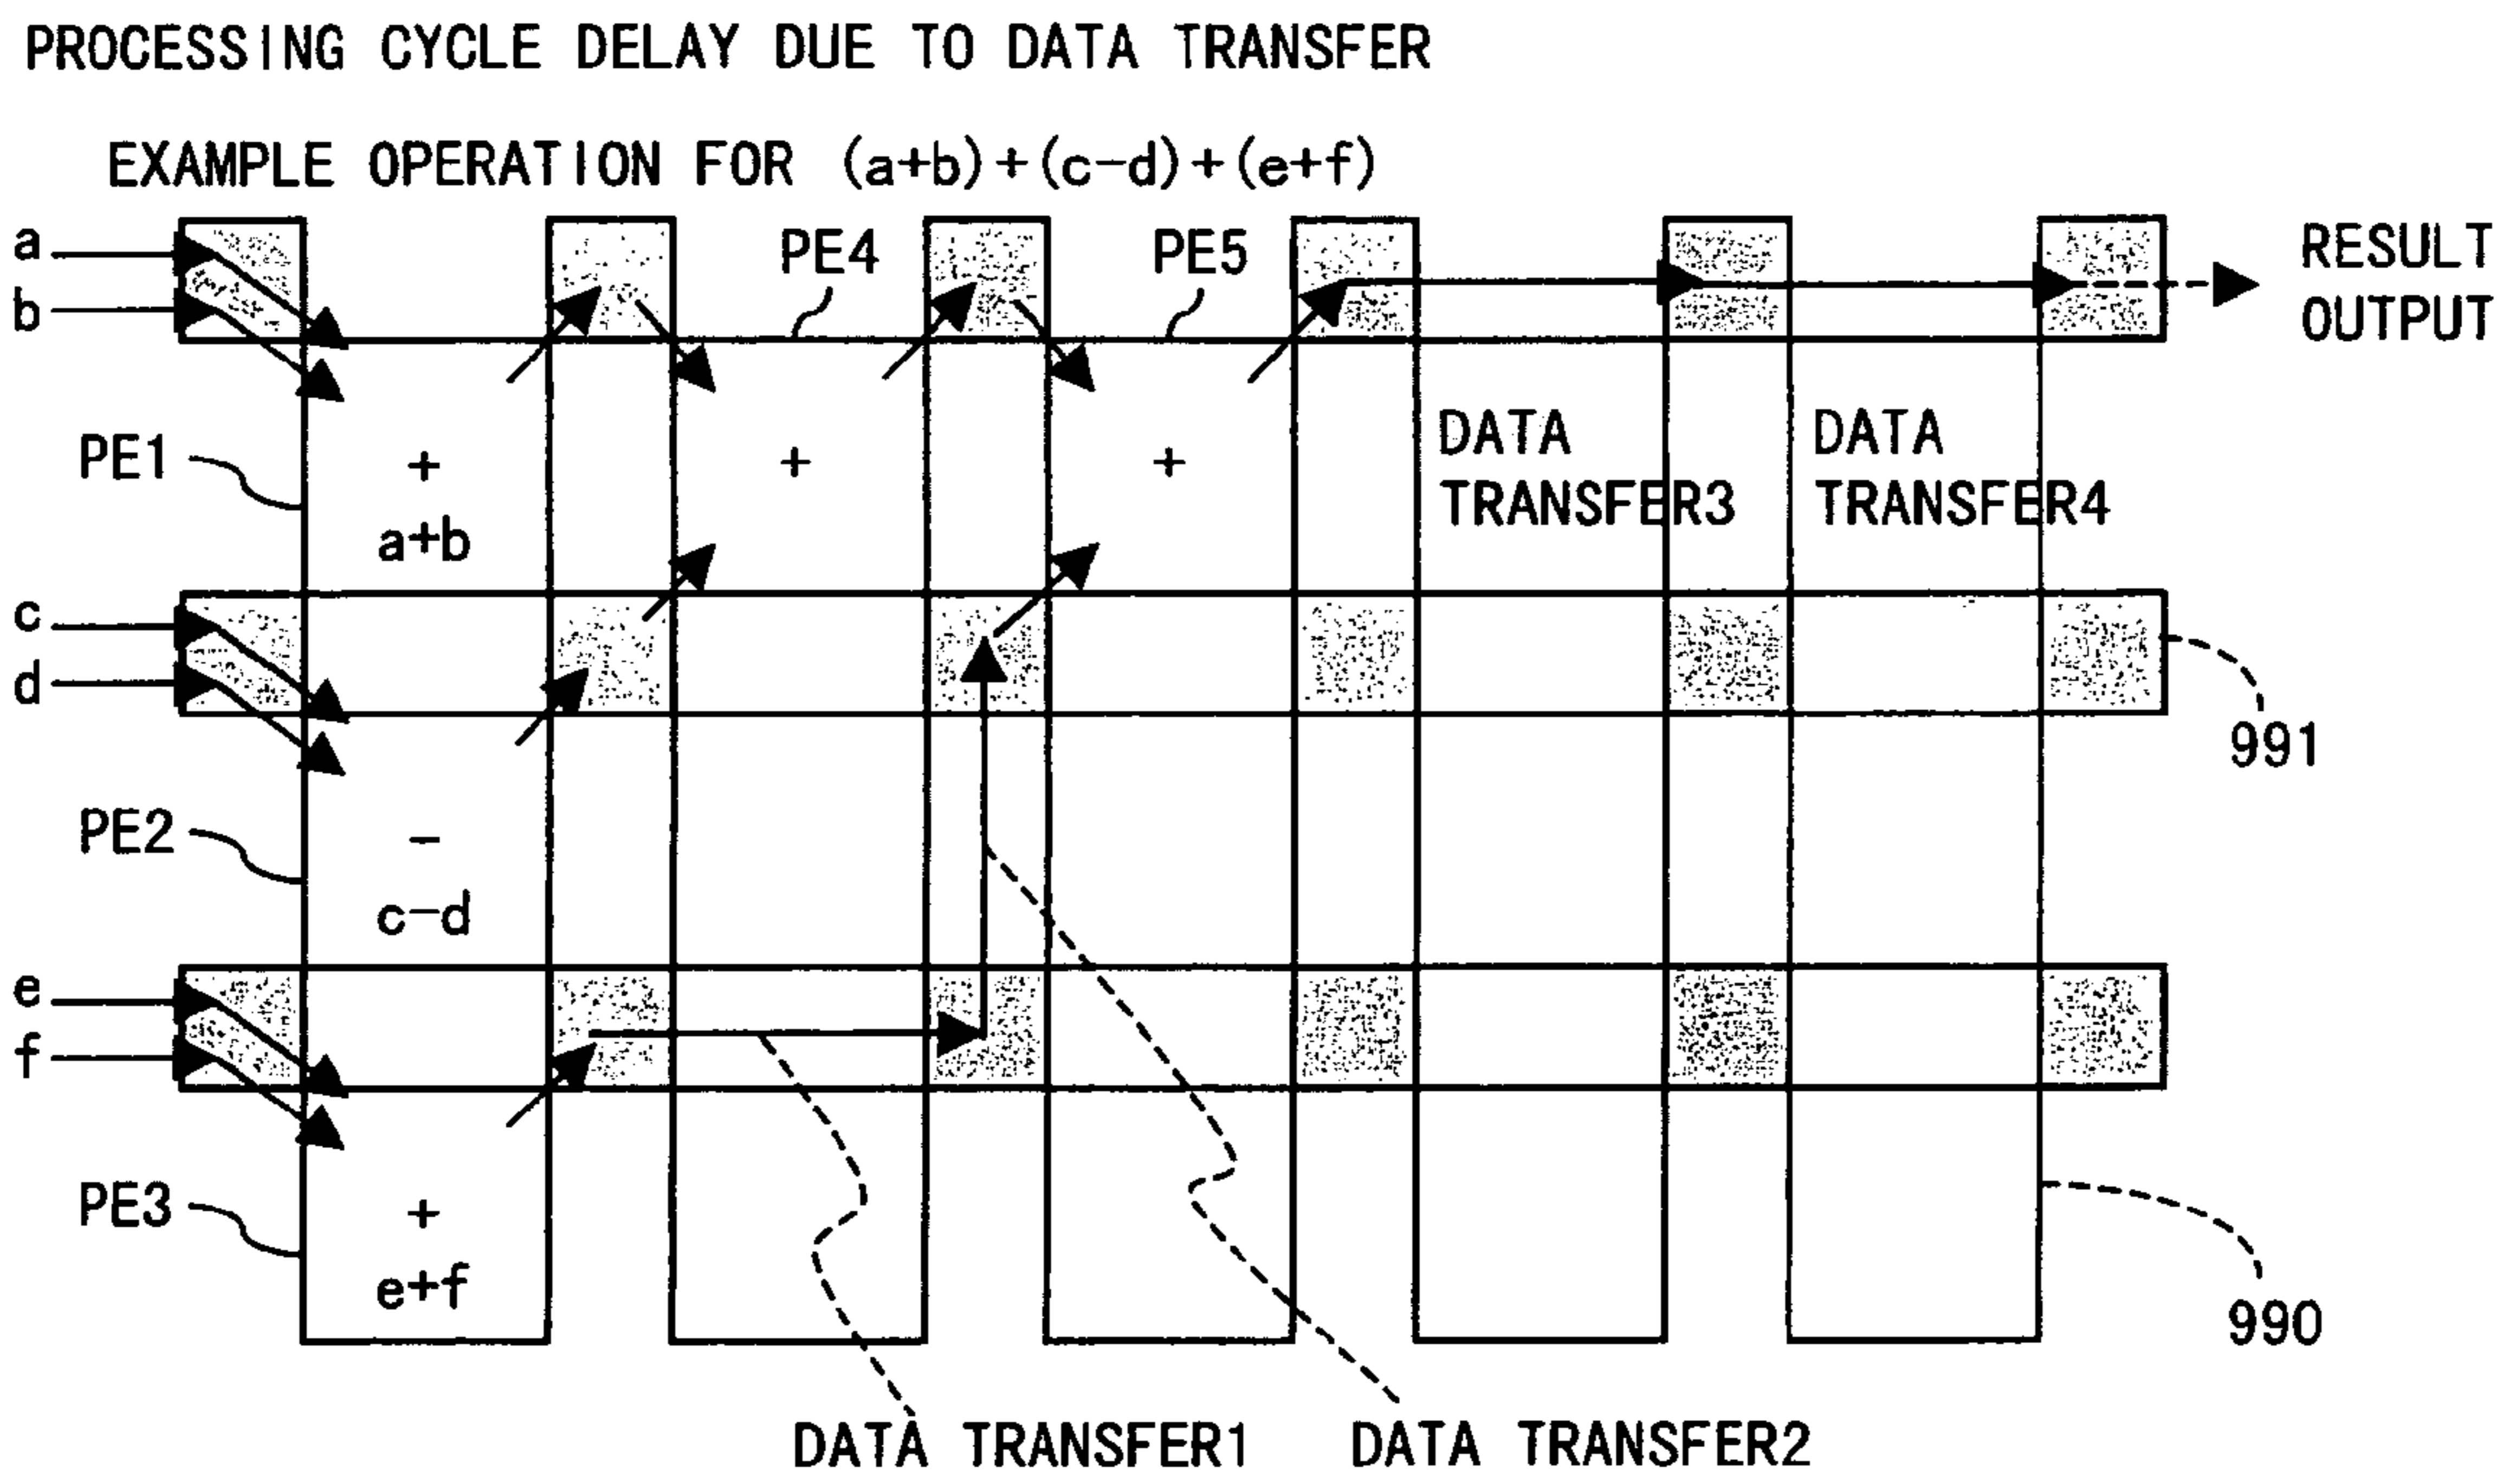 PROCESSING CYCLE DELAY DUE TO DATA TRANSFER
EXAMPLE OPERATION FOR (a+b)+(c-d)+(e+f)
a
b
PE4
PE5
RESULT
OUTPUT
PE1
+
a+b
+
+
DATA
TRANSFER3
DATA
TRANSFER4
c
d
991
PE2
-
c-d
e
f
PE3
+
e+f
990
DATA TRANSFER1
DATA TRANSFER2